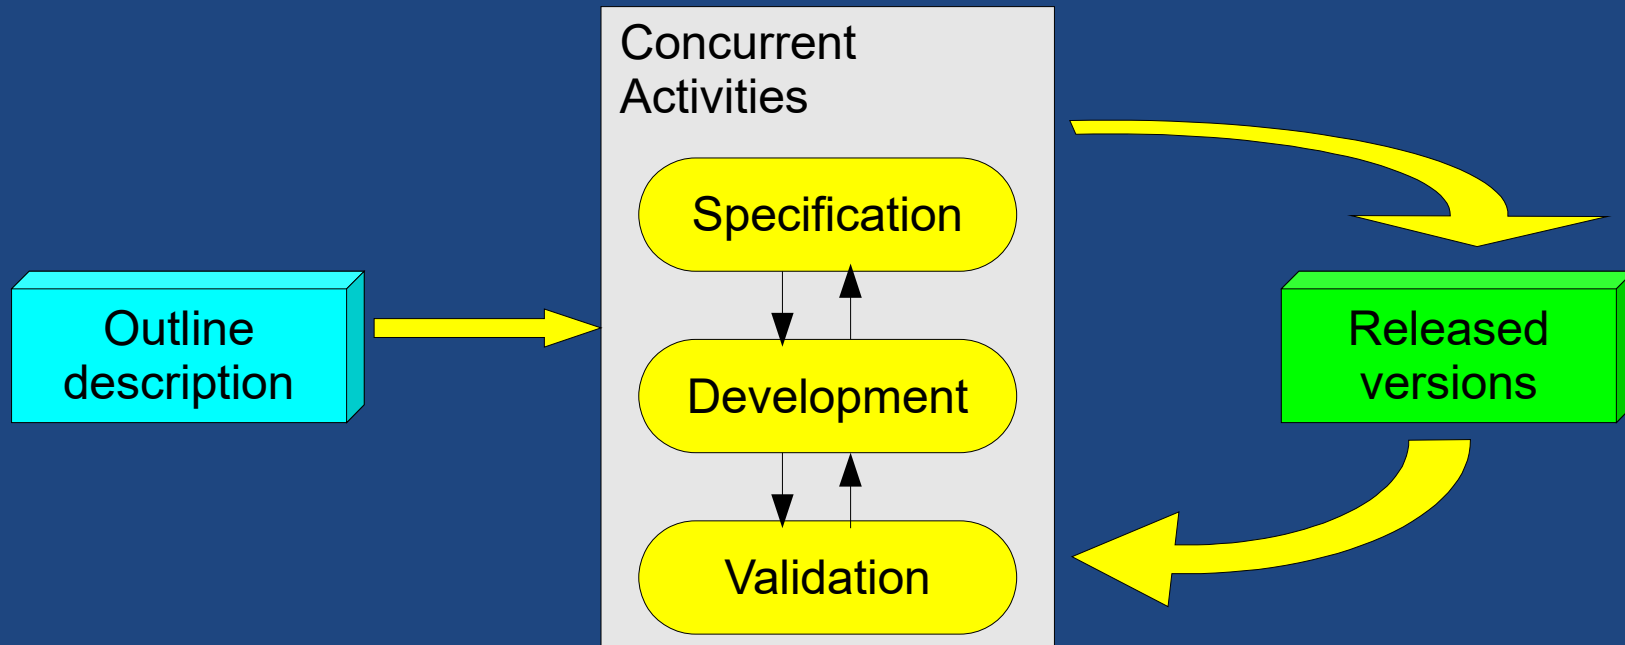 Concurrent
Activities
Specification
Outline
description
Development
Released
versions
Validation